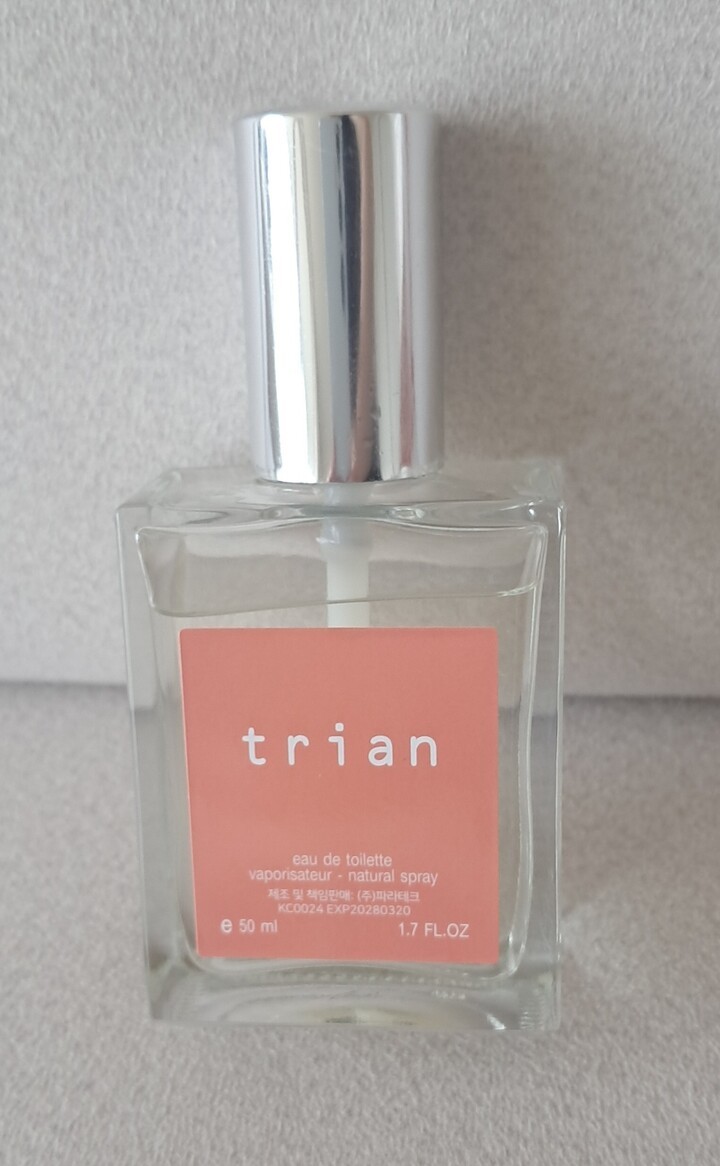 trian
eau de toilette
vaporisateur - natural spray
제조 및 책임판매: (주)파라테크
KC0024 EXP20280320
e 50 ml 1.7 FL.OZ